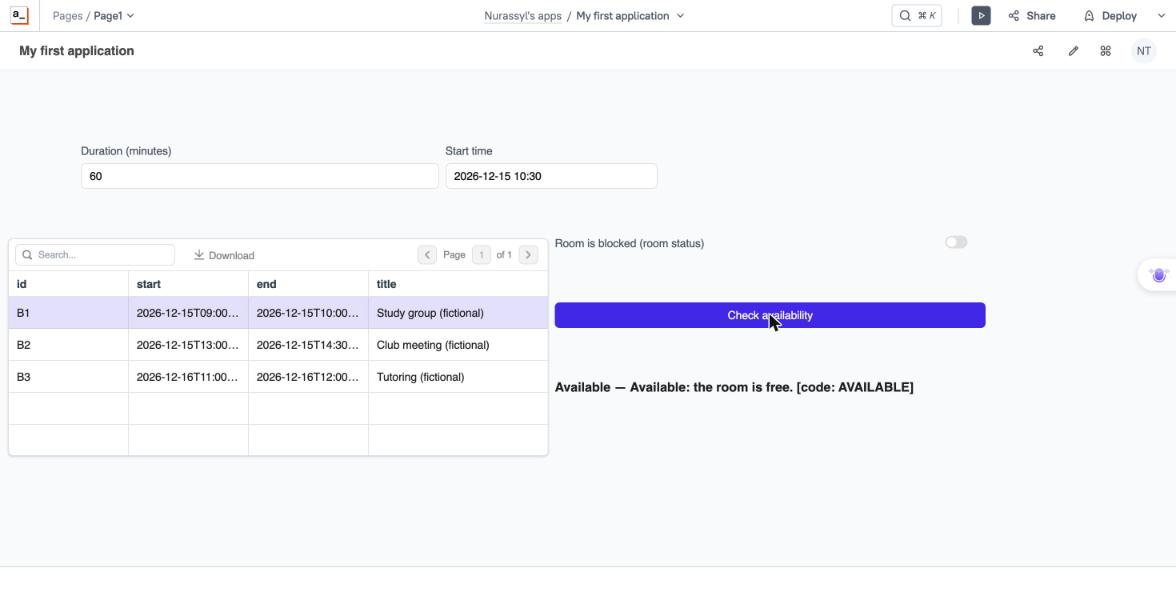 a_
Pages / Page1
Nurassyl's apps / My first application
⌘ K
Share
Deploy
My first application
NT
Duration (minutes)
Start time
60
2026-12-15 10:30
Search...
Download
Page 1 of 1
Room is blocked (room status)
id start end title
B1 2026-12-15T09:00... 2026-12-15T10:00... Study group (fictional)
Check availability
B2 2026-12-15T13:00... 2026-12-15T14:30... Club meeting (fictional)
B3 2026-12-16T11:00... 2026-12-16T12:00... Tutoring (fictional)
Available — Available: the room is free. [code: AVAILABLE]